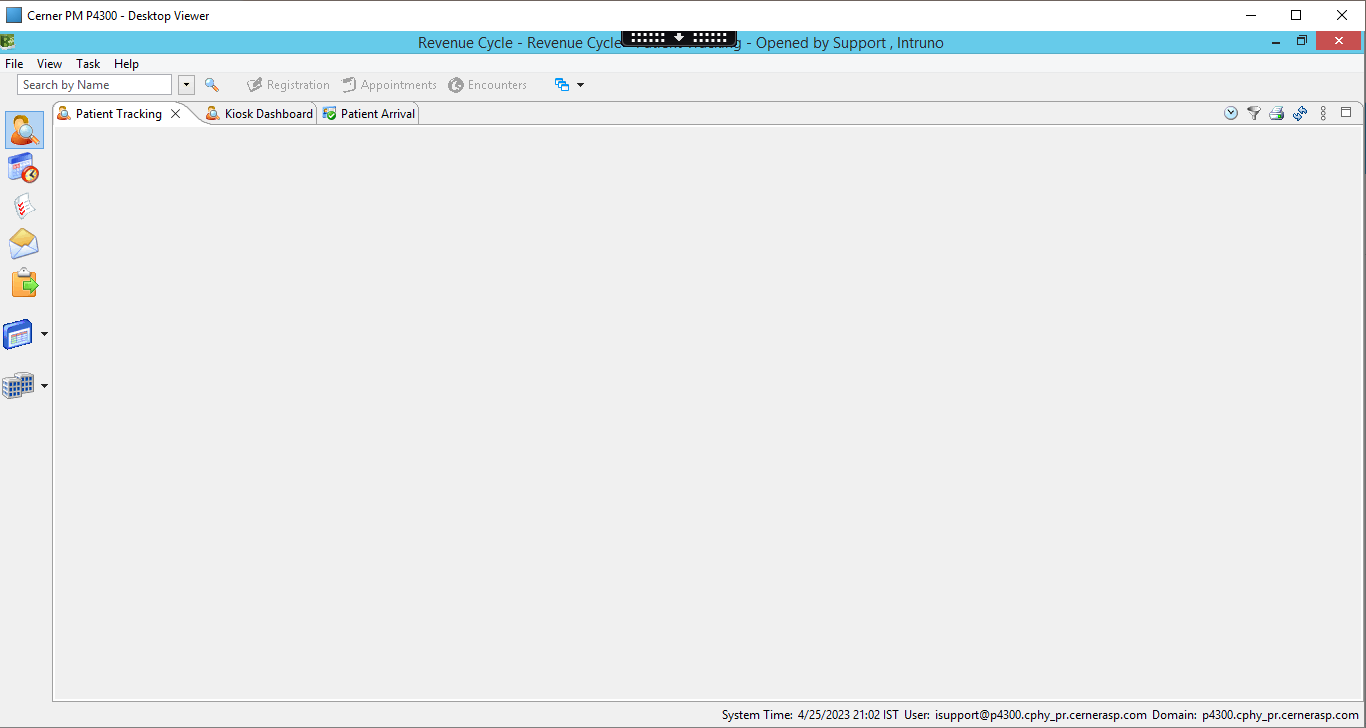 Cerner PM P4300 - Desktop Viewer
Revenue Cycle - Revenue Cycle - Opened by Support , Intruno
File View Task Help
Search by Name Registration Appointments Encounters
Patient Tracking Kiosk Dashboard Patient Arrival
System Time: 4/25/2023 21:02 IST User: isupport@p4300.cphy_pr.cernerasp.com Domain: p4300.cphy_pr.cernerasp.com